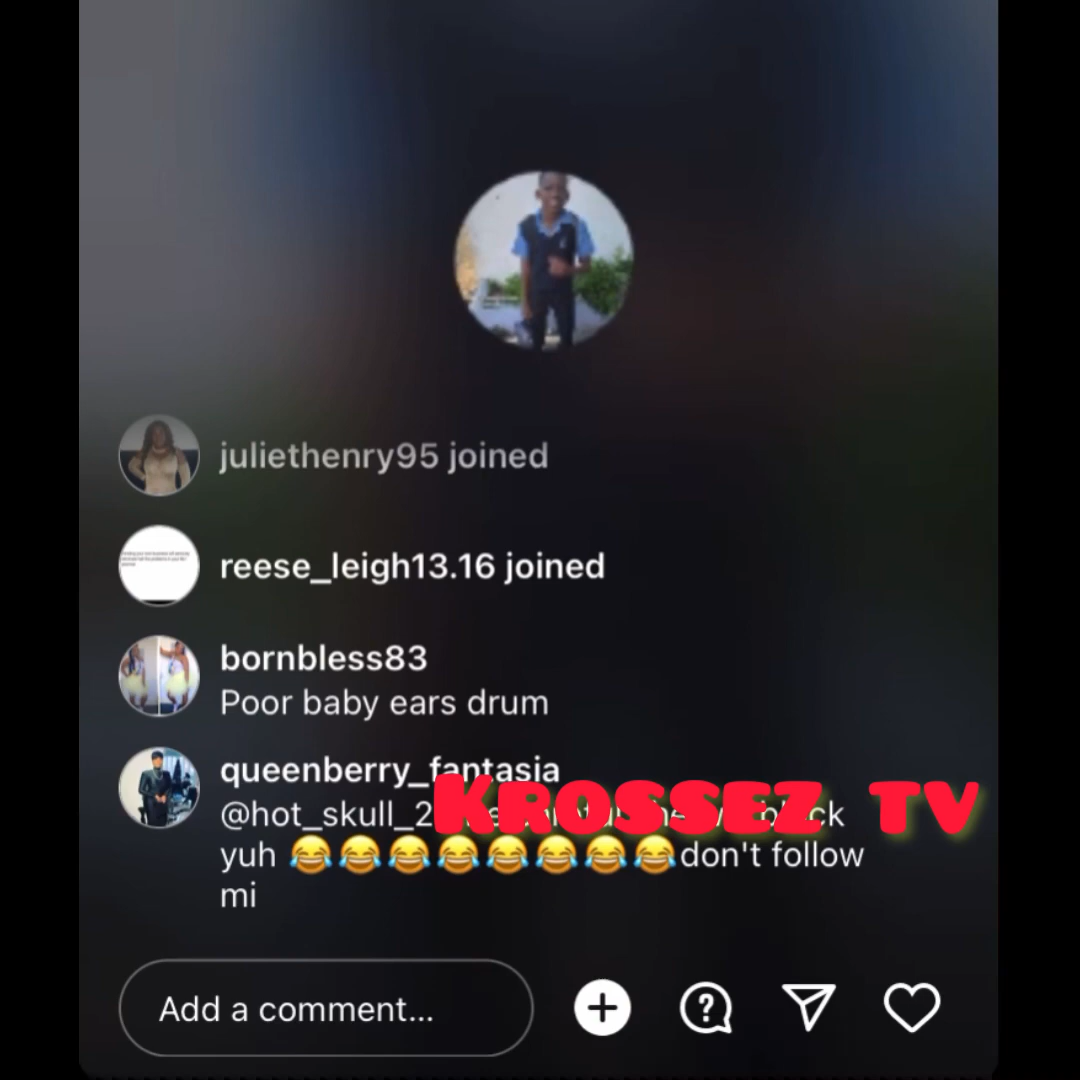 juliethenry95 joined
reese_leigh13.16 joined
bornbless83
Poor baby ears drum
queenberry_fantasia
@hot_skull_2
KROSSEZ TV
yuh 😂😂😂😂😂😂😂😂don't follow
mi
Add a comment...